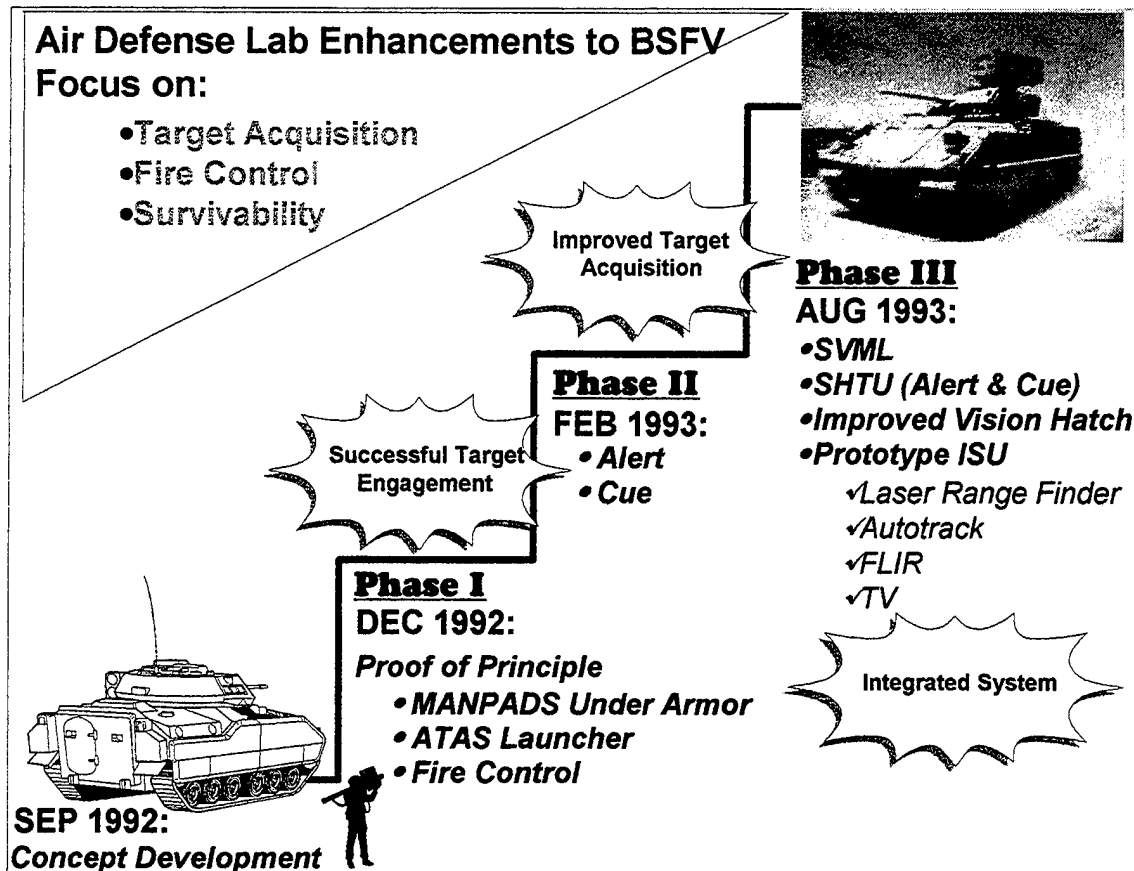 Air Defense Lab Enhancements to BSFV
Focus on:
•Target Acquisition
•Fire Control
•Survivability
Improved Target
Acquisition
Phase III
AUG 1993:
•SVML
•SHTU (Alert & Cue)
•Improved Vision Hatch
•Prototype ISU
✓Laser Range Finder
✓Autotrack
✓FLIR
✓TV
Integrated System
Phase II
FEB 1993:
• Alert
• Cue
Successful Target
Engagement
Phase I
DEC 1992:
Proof of Principle
• MANPADS Under Armor
• ATAS Launcher
• Fire Control
SEP 1992:
Concept Development